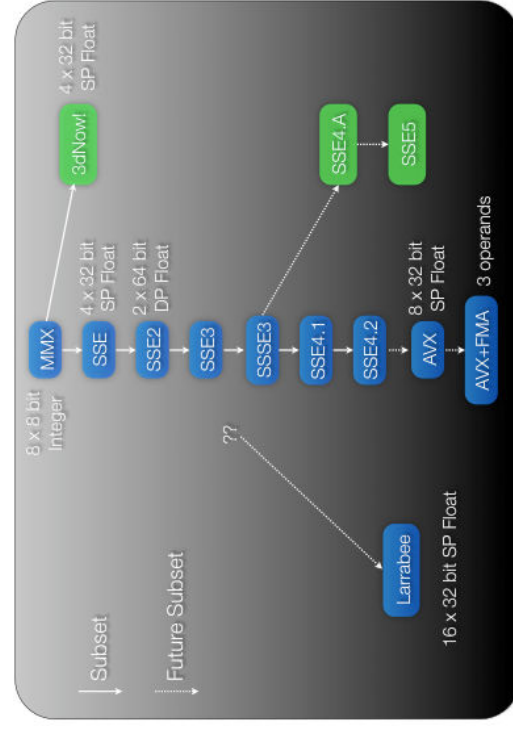 Subset
Future Subset
8 x 8 bit
Integer
MMX
3dNow!
4 x 32 bit
SP Float
SSE
4 x 32 bit
SP Float
SSE2
2 x 64 bit
DP Float
SSE3
??
SSSE3
SSE4.1
SSE4.A
SSE4.2
SSE5
AVX
8 x 32 bit
SP Float
Larrabee
16 x 32 bit SP Float
AVX+FMA
3 operands